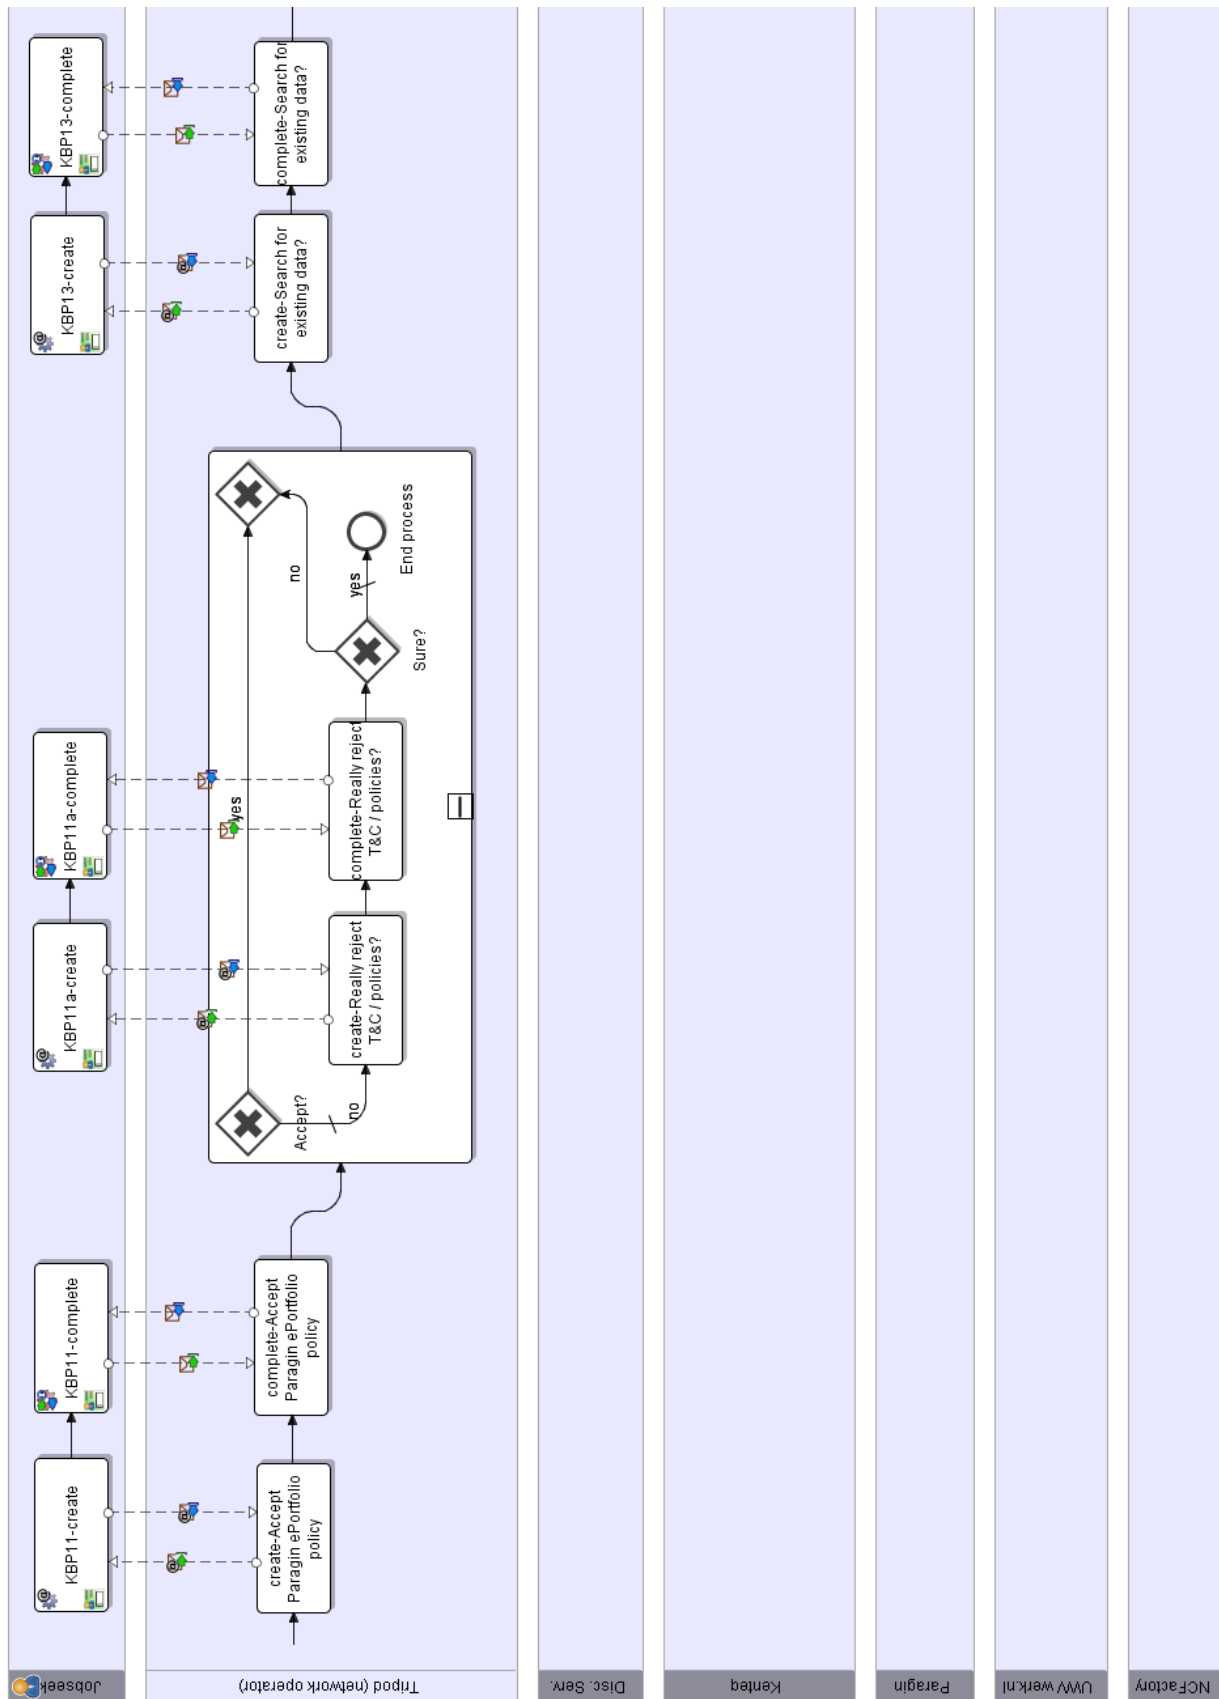 KBP11-create
KBP11-complete
KBP11a-create
KBP11a-complete
KBP13-create
KBP13-complete
create-Accept
Paragin ePortfolio
policy
complete-Accept
Paragin ePortfolio
policy
Accept?
yes
no
create-Really reject
T&C / policies?
complete-Really reject
T&C / policies?
Sure?
no
yes
End process
create-Search for
existing data?
complete-Search for
existing data?
Jobseek
Tripod (network operator)
Disc. Serv.
Kenteq
Paragin
UWV werk.nl
NCFactory